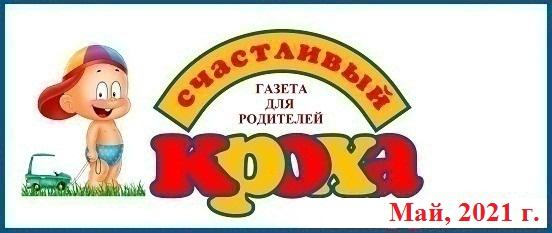 СЧАСТЛИВЫЙ
ГАЗЕТА
ДЛЯ
РОДИТЕЛЕЙ
кроха
Май, 2021 г.